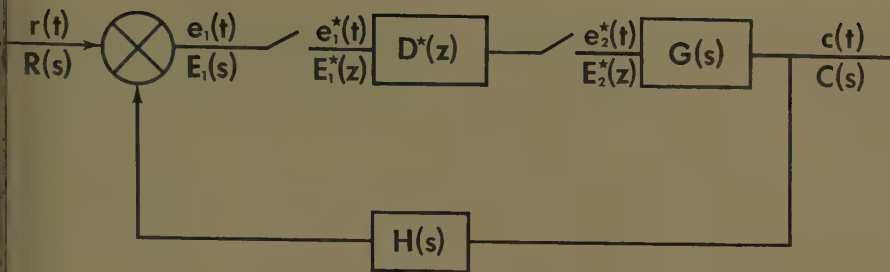 r(t)
R(s)
e₁(t)
E₁(s)
e₁*(t)
E₁*(z)
D*(z)
e₂*(t)
E₂*(z)
G(s)
c(t)
C(s)
H(s)